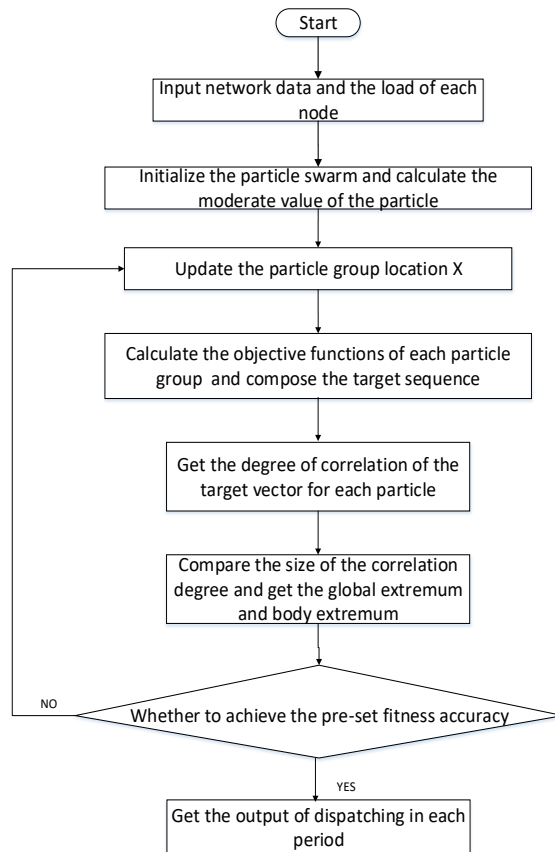 Start
Input network data and the load of each
node
Initialize the particle swarm and calculate the
moderate value of the particle
Update the particle group location X
Calculate the objective functions of each particle
group and compose the target sequence
Get the degree of correlation of the
target vector for each particle
Compare the size of the correlation
degree and get the global extremum
and body extremum
NO
Whether to achieve the pre-set fitness accuracy
YES
Get the output of dispatching in each
period